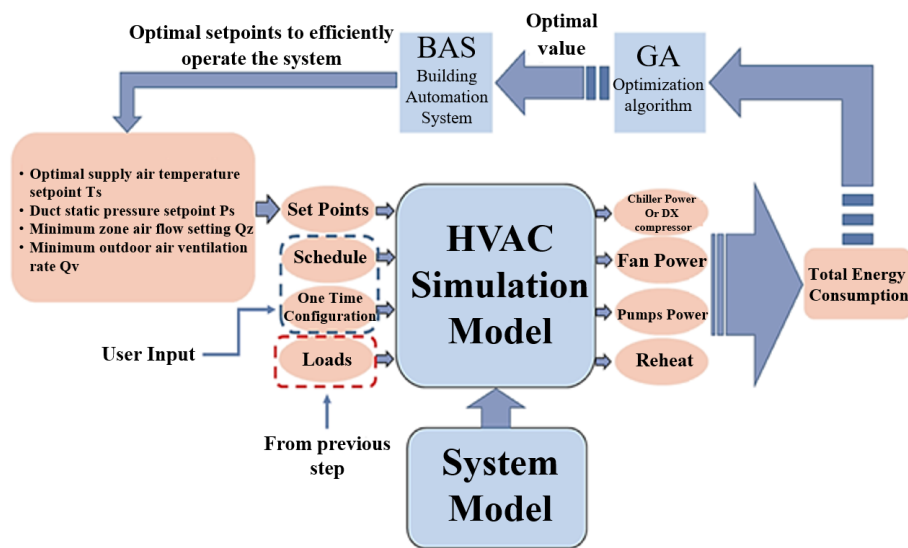 Optimal setpoints to efficiently
operate the system
BAS
Building
Automation
System
Optimal
value
GA
Optimization
algorithm
• Optimal supply air temperature
setpoint Ts
• Duct static pressure setpoint Ps
• Minimum zone air flow setting Qz
• Minimum outdoor air ventilation
rate Qv
Set Points
Schedule
One Time
Configuration
Loads
User Input
From previous
step
HVAC
Simulation
Model
System
Model
Chiller Power
Or DX
compressor
Fan Power
Pumps Power
Reheat
Total Energy
Consumption